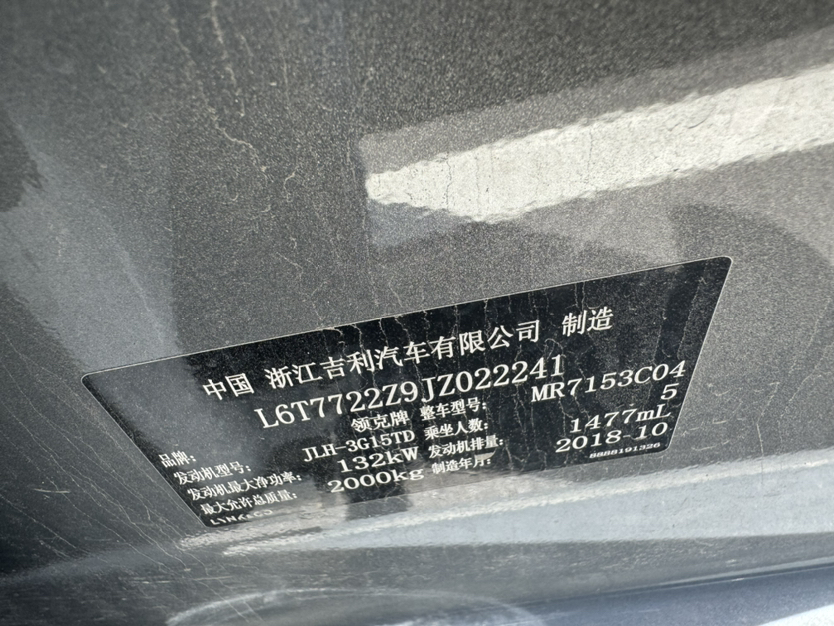 中国 浙江吉利汽车有限公司 制造
L6T7722Z9JZ022241
品牌: 领克牌 整车型号: MR7153C04
发动机型号: JLH-3G15TD 乘坐人数: 5
发动机最大净功率: 132kW 发动机排量: 1477mL
最大允许总质量: 2000kg 制造年月: 2018-10
8888191326